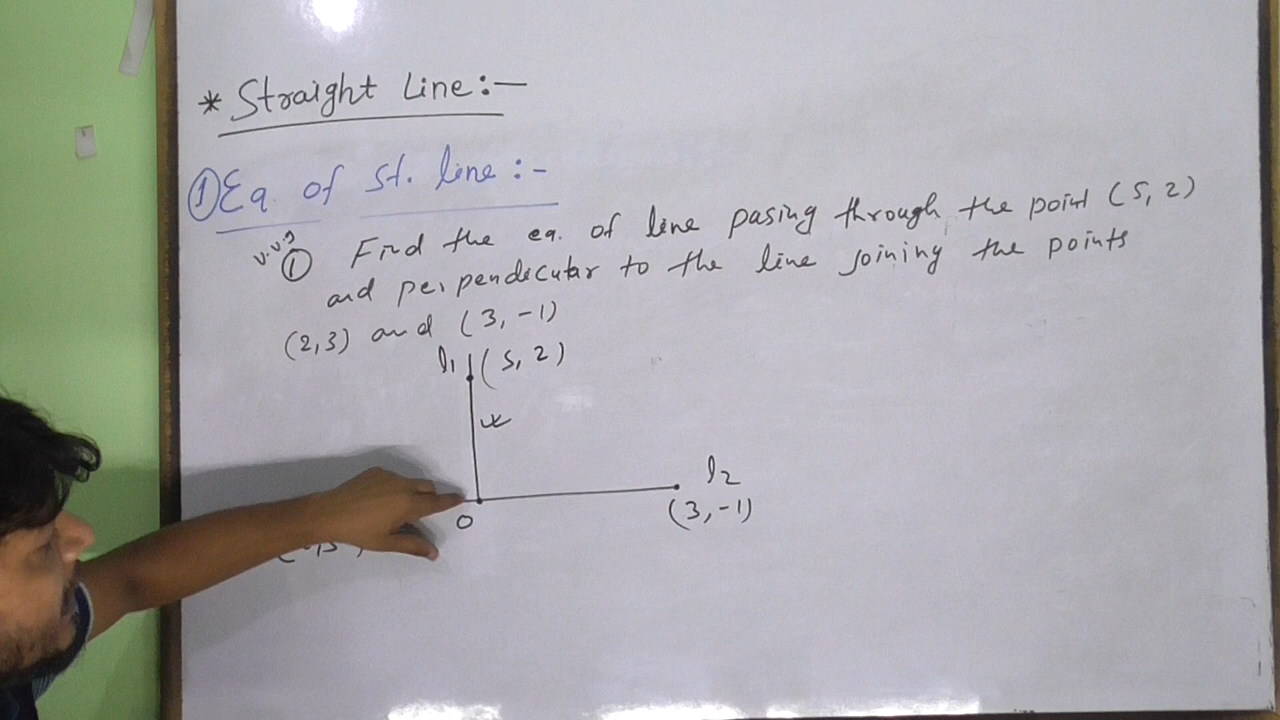 * Straight Line:-
① Eq. of St. line :-
v.v.g
① Find the eq. of line pasing through the point (5, 2)
and perpendicular to the line joining the points
(2,3) and (3, -1)
l1 (5, 2)
l2
(3, -1)
O